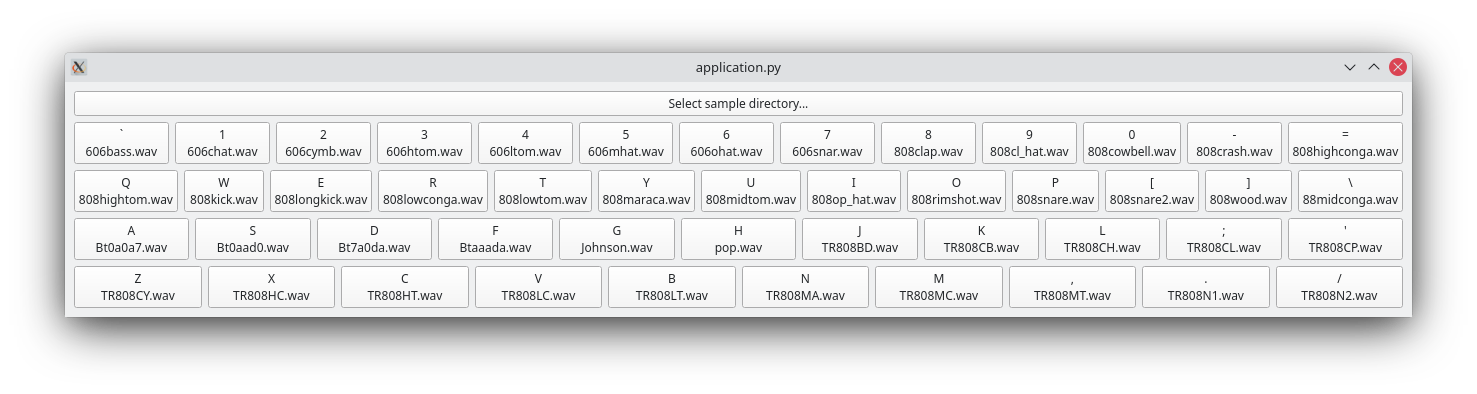 application.py
Select sample directory...
` 1 2 3 4 5 6 7 8 9 0 - =
606bass.wav 606chat.wav 606cymb.wav 606htom.wav 606ltom.wav 606mhat.wav 606ohat.wav 606snar.wav 808clap.wav 808cl_hat.wav 808cowbell.wav 808crash.wav 808highconga.wav
Q W E R T Y U I O P [ ] \
808hightom.wav 808kick.wav 808longkick.wav 808lowconga.wav 808lowtom.wav 808maraca.wav 808midtom.wav 808op_hat.wav 808rimshot.wav 808snare.wav 808snare2.wav 808wood.wav 88midconga.wav
A S D F G H J K L ; '
Bt0a0a7.wav Bt0aad0.wav Bt7a0da.wav Btaaada.wav Johnson.wav pop.wav TR808BD.wav TR808CB.wav TR808CH.wav TR808CL.wav TR808CP.wav
Z X C V B N M , . /
TR808CY.wav TR808HC.wav TR808HT.wav TR808LC.wav TR808LT.wav TR808MA.wav TR808MC.wav TR808MT.wav TR808N1.wav TR808N2.wav